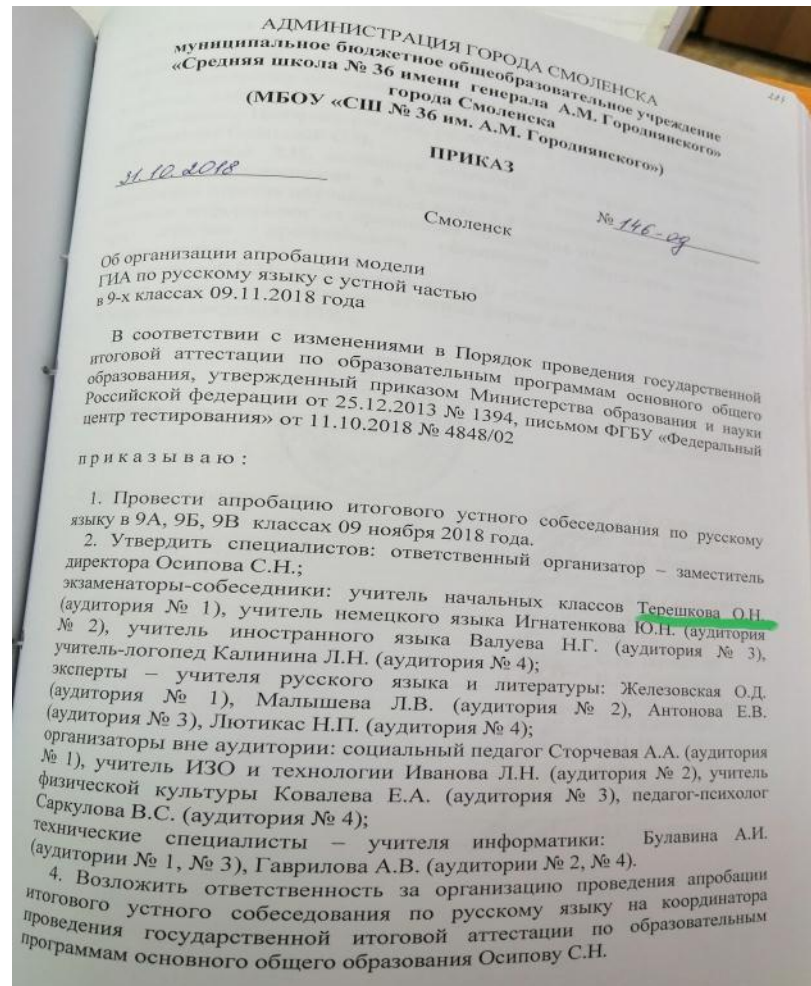 203
АДМИНИСТРАЦИЯ ГОРОДА СМОЛЕНСКА
муниципальное бюджетное общеобразовательное учреждение
«Средняя школа № 36 имени генерала А.М. Городнянского»
города Смоленска
(МБОУ «СШ № 36 им. А.М. Городнянского»)
ПРИКАЗ
31.10.2018
Смоленск
№ 146-од
Об организации апробации модели
ГИА по русскому языку с устной частью
в 9-х классах 09.11.2018 года
В соответствии с изменениями в Порядок проведения государственной
итоговой аттестации по образовательным программам основного общего
образования, утвержденный приказом Министерства образования и науки
Российской федерации от 25.12.2013 № 1394, письмом ФГБУ «Федеральный
центр тестирования» от 11.10.2018 № 4848/02
приказываю:
1. Провести апробацию итогового устного собеседования по русскому
языку в 9А, 9Б, 9В классах 09 ноября 2018 года.
2. Утвердить специалистов: ответственный организатор – заместитель
директора Осипова С.Н.;
экзаменаторы-собеседники: учитель начальных классов Терешкова О.Н.
(аудитория № 1), учитель немецкого языка Игнатенкова Ю.Н. (аудитория
№ 2), учитель иностранного языка Валуева Н.Г. (аудитория № 3),
учитель-логопед Калинина Л.Н. (аудитория № 4);
эксперты – учителя русского языка и литературы: Железовская О.Д.
(аудитория № 1), Малышева Л.В. (аудитория № 2), Антонова Е.В.
(аудитория № 3), Лютикас Н.П. (аудитория № 4);
организаторы вне аудитории: социальный педагог Сторчевая А.А. (аудитория
№ 1), учитель ИЗО и технологии Иванова Л.Н. (аудитория № 2), учитель
физической культуры Ковалева Е.А. (аудитория № 3), педагог-психолог
Саркулова В.С. (аудитория № 4);
технические специалисты – учителя информатики: Булавина А.И.
(аудитории № 1, № 3), Гаврилова А.В. (аудитории № 2, № 4).
4. Возложить ответственность за организацию проведения апробации
итогового устного собеседования по русскому языку на координатора
проведения государственной итоговой аттестации по образовательным
программам основного общего образования Осипову С.Н.